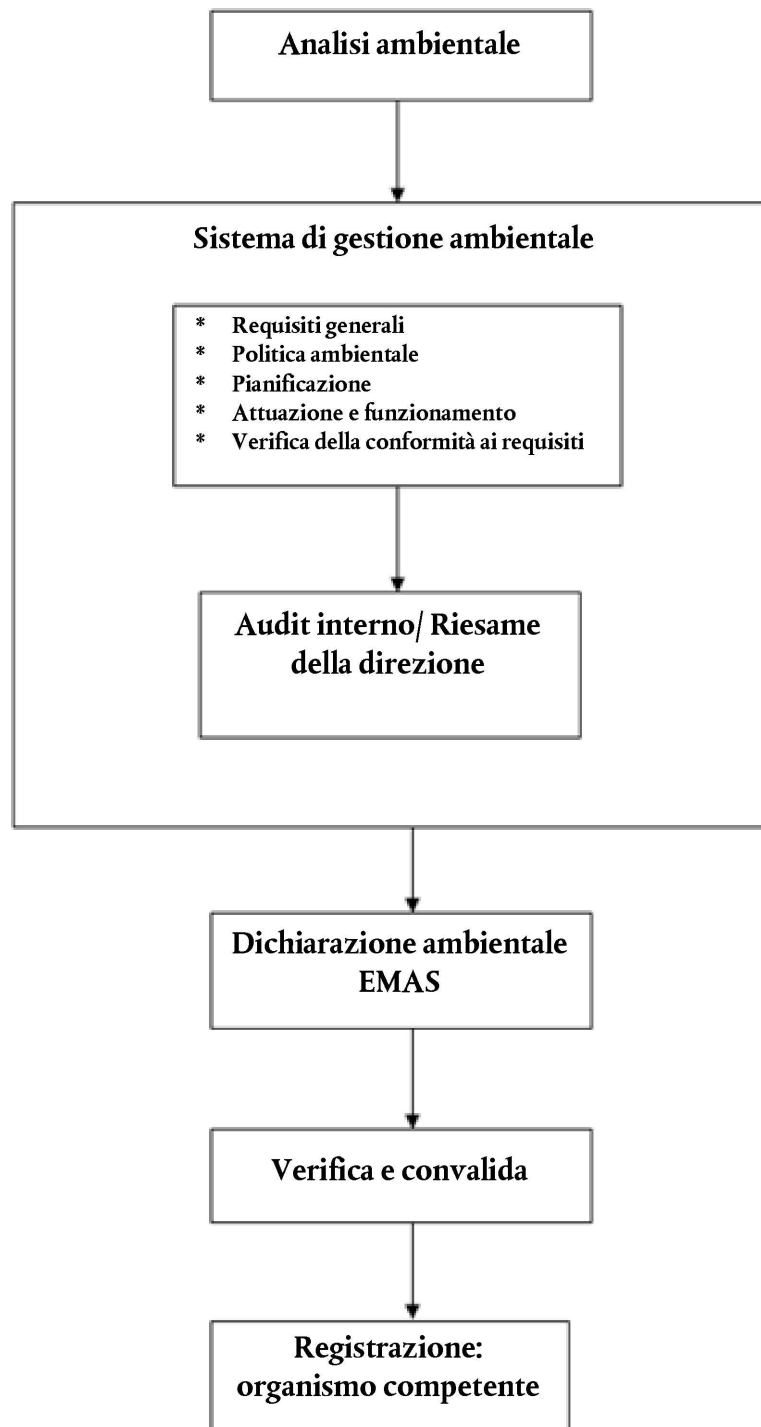 Analisi ambientale
Sistema di gestione ambientale
* Requisiti generali
* Politica ambientale
* Pianificazione
* Attuazione e funzionamento
* Verifica della conformità ai requisiti
Audit interno/ Riesame
della direzione
Dichiarazione ambientale
EMAS
Verifica e convalida
Registrazione:
organismo competente